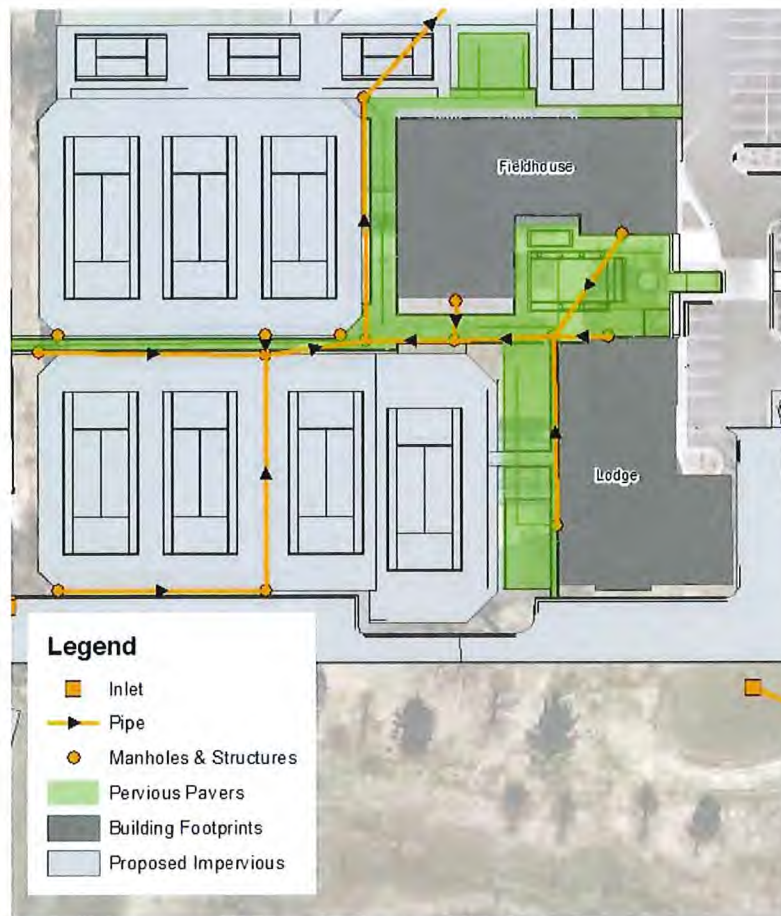 Fieldhouse
Lodge
Legend
Inlet
Pipe
Manholes & Structures
Pervious Pavers
Building Footprints
Proposed Impervious